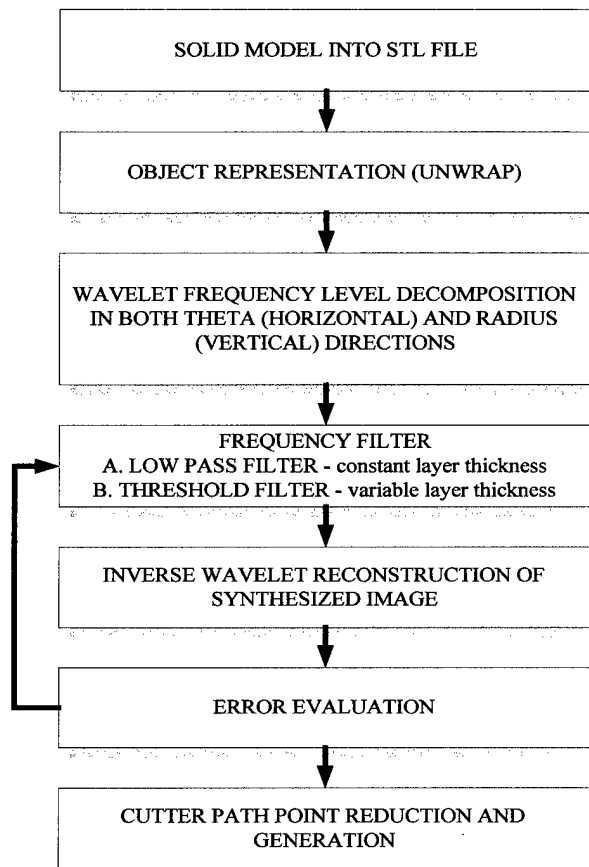 SOLID MODEL INTO STL FILE
OBJECT REPRESENTATION (UNWRAP)
WAVELET FREQUENCY LEVEL DECOMPOSITION
IN BOTH THETA (HORIZONTAL) AND RADIUS
(VERTICAL) DIRECTIONS
FREQUENCY FILTER
A. LOW PASS FILTER - constant layer thickness
B. THRESHOLD FILTER - variable layer thickness
INVERSE WAVELET RECONSTRUCTION OF
SYNTHESIZED IMAGE
ERROR EVALUATION
CUTTER PATH POINT REDUCTION AND
GENERATION